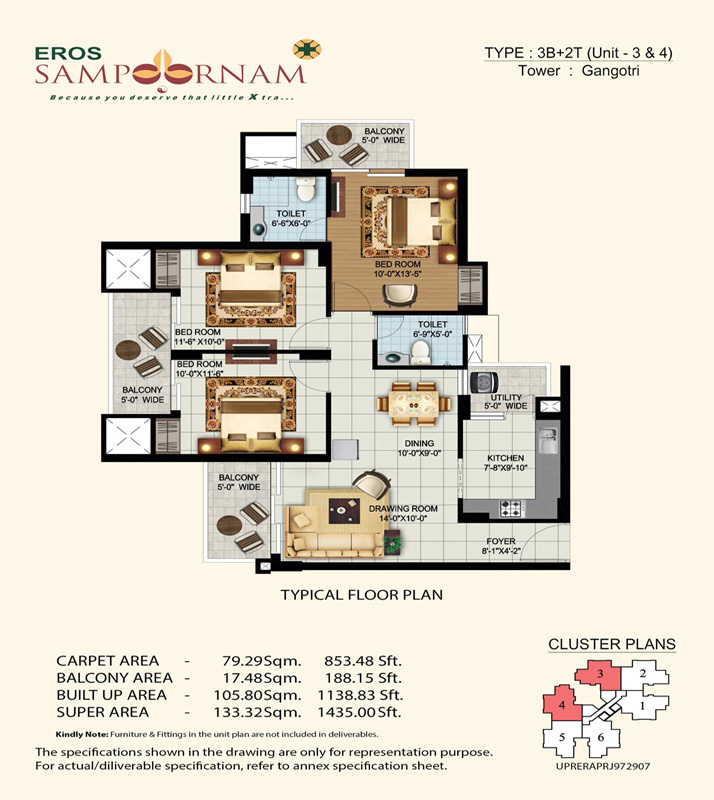 EROS
SAMPOORNAM
Because you deserve that little X tra...
TYPE : 3B+2T (Unit - 3 & 4)
Tower : Gangotri
BALCONY
5'-0" WIDE
TOILET
6'-6"X6'-0"
BED ROOM
10'-0"X13'-5"
BED ROOM
11'-6" X10'-0"
TOILET
6'-9"X5'-0"
BED ROOM
10'-0"X11'-6"
BALCONY
5'-0" WIDE
UTILITY
5'-0" WIDE
DINING
10'-0"X9'-0"
KITCHEN
7'-8"X9'-10"
BALCONY
5'-0" WIDE
DRAWING ROOM
14'-0"X10'-0"
FOYER
8'-1"X4'-2"
TYPICAL FLOOR PLAN
CARPET AREA - 79.29Sqm. 853.48 Sft.
BALCONY AREA - 17.48Sqm. 188.15 Sft.
BUILT UP AREA - 105.80Sqm. 1138.83 Sft.
SUPER AREA - 133.32Sqm. 1435.00 Sft.
Kindly Note: Furniture & Fittings in the unit plan are not included in deliverables.
The specifications shown in the drawing are only for representation purpose.
For actual/diliverable specification, refer to annex specification sheet.
CLUSTER PLANS
3
2
4
1
5
6
UPRERAPRJ972907